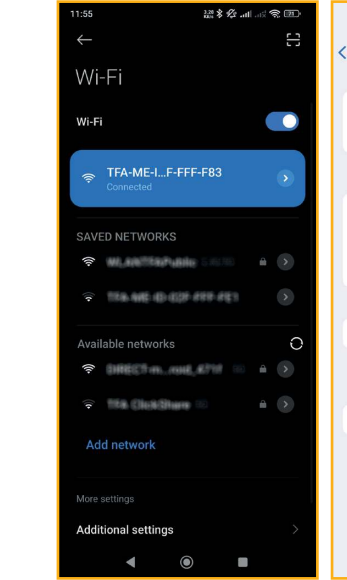 11:55
Wi-Fi
Wi-Fi
TFA-ME-I...F-FFF-F83
Connected
SAVED NETWORKS
Available networks
Add network
More settings
Additional settings